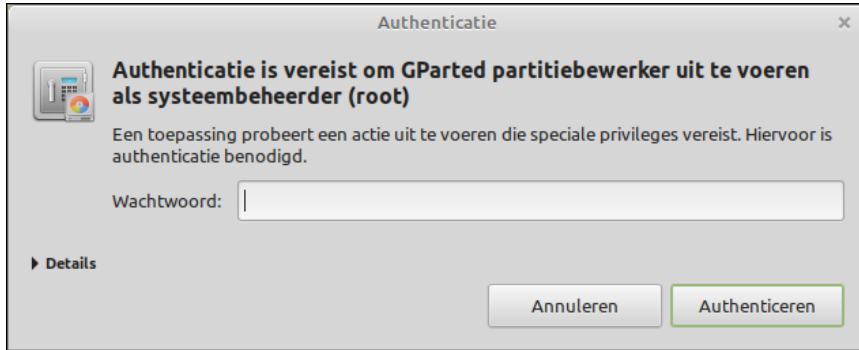 Authenticatie
Authenticatie is vereist om GParted partitiebewerker uit te voeren
als systeembeheerder (root)
Een toepassing probeert een actie uit te voeren die speciale privileges vereist. Hiervoor is
authenticatie benodigd.
Wachtwoord:
Details
Annuleren
Authenticeren